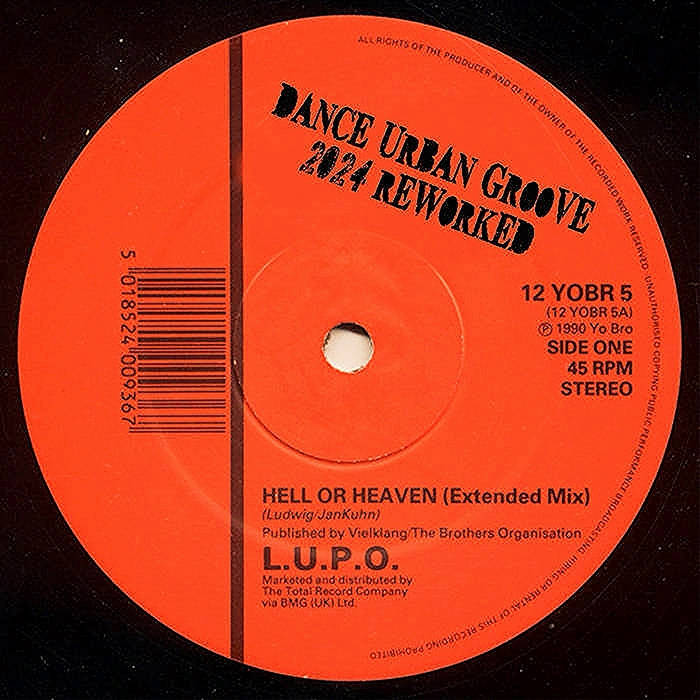 ALL RIGHTS OF THE PRODUCER AND OF THE OWNER OF THE RECORDED WORK RESERVED · UNAUTHORISED COPYING PUBLIC PERFORMANCE BROADCASTING, HIRING OR RENTAL OF THIS RECORDING PROHIBITED
DANCE URBAN GROOVE
2024 REWORKED
12 YOBR 5
(12 YOBR 5A)
℗ 1990 Yo Bro
SIDE ONE
45 RPM
STEREO
5 018524 009367
HELL OR HEAVEN (Extended Mix)
(Ludwig/JanKuhn)
Published by Vielklang/The Brothers Organisation
L.U.P.O.
Marketed and distributed by
The Total Record Company
via BMG (UK) Ltd.